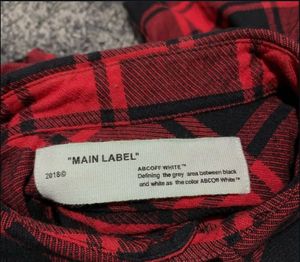 "MAIN LABEL"
2018©
ABCOFF WHITE™
Defining the grey area between black
and white as the color ABCOff White™